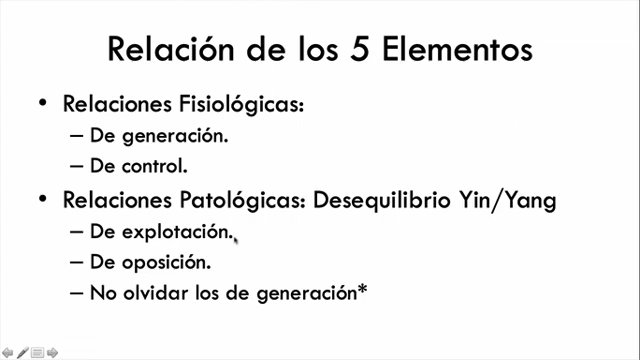 Relación de los 5 Elementos
• Relaciones Fisiológicas:
– De generación.
– De control.
• Relaciones Patológicas: Desequilibrio Yin/Yang
– De explotación.
– De oposición.
– No olvidar los de generación*